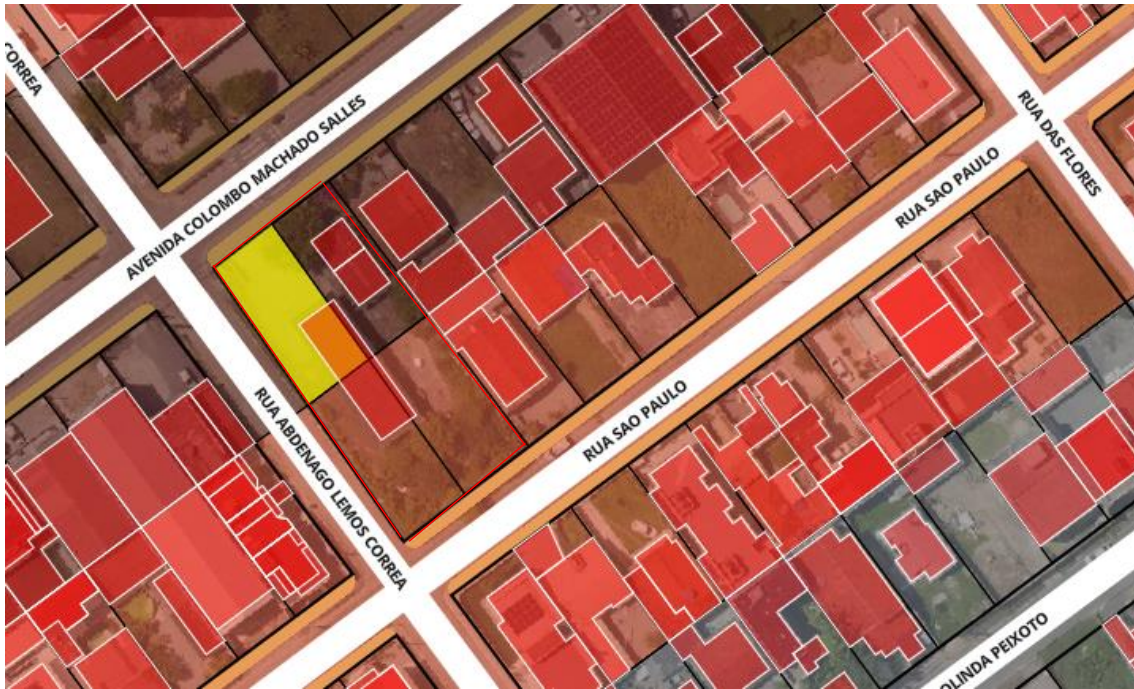 CORREA
AVENIDA COLOMBO MACHADO SALLES
RUA DAS FLORES
RUA SAO PAULO
RUA SAO PAULO
RUA ABDENAGO LEMOS CORREA
OLINDA PEIXOTO